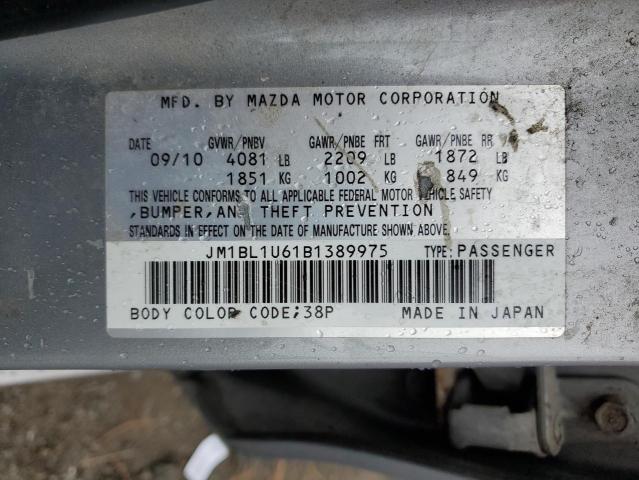 MFD. BY MAZDA MOTOR CORPORATION
DATE GVWR/PNBV GAWR/PNBE FRT GAWR/PNBE RR
09/10 4081 LB 2209 LB 1872 LB
1851 KG 1002 KG 849 KG
THIS VEHICLE CONFORMS TO ALL APPLICABLE FEDERAL MOTOR VEHICLE SAFETY
,BUMPER,AND THEFT PREVENTION
STANDARDS IN EFFECT ON THE DATE OF MANUFACTURE SHOWN ABOVE.
JM1BL1U61B1389975 TYPE:PASSENGER
BODY COLOR CODE;38P MADE IN JAPAN